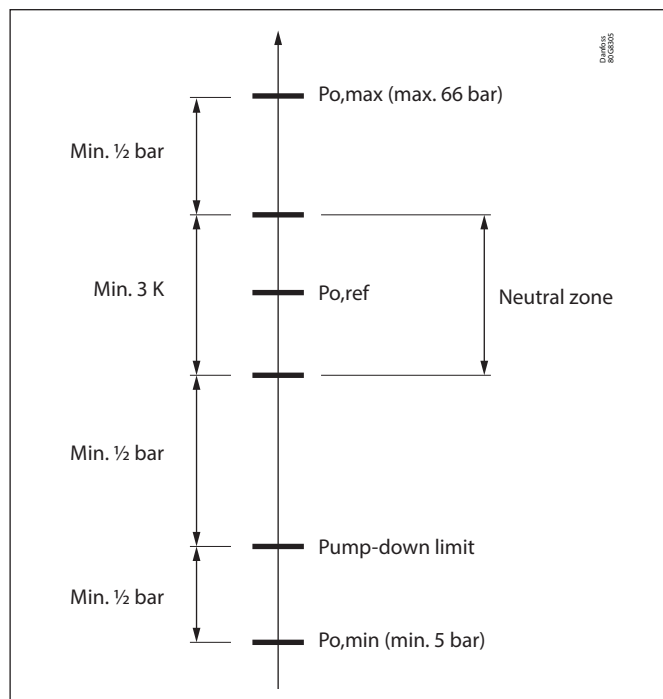 Danfoss
80G8305
Po,max (max. 66 bar)
Min. ½ bar
Min. 3 K
Po,ref
Neutral zone
Min. ½ bar
Pump-down limit
Min. ½ bar
Po,min (min. 5 bar)